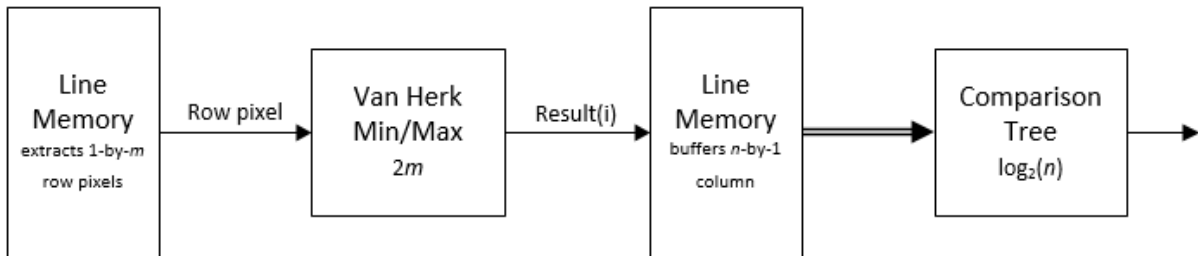 Line
Memory
extracts 1-by-m
row pixels
Row pixel
Van Herk
Min/Max
2m
Result(i)
Line
Memory
buffers n-by-1
column
Comparison
Tree
log₂(n)